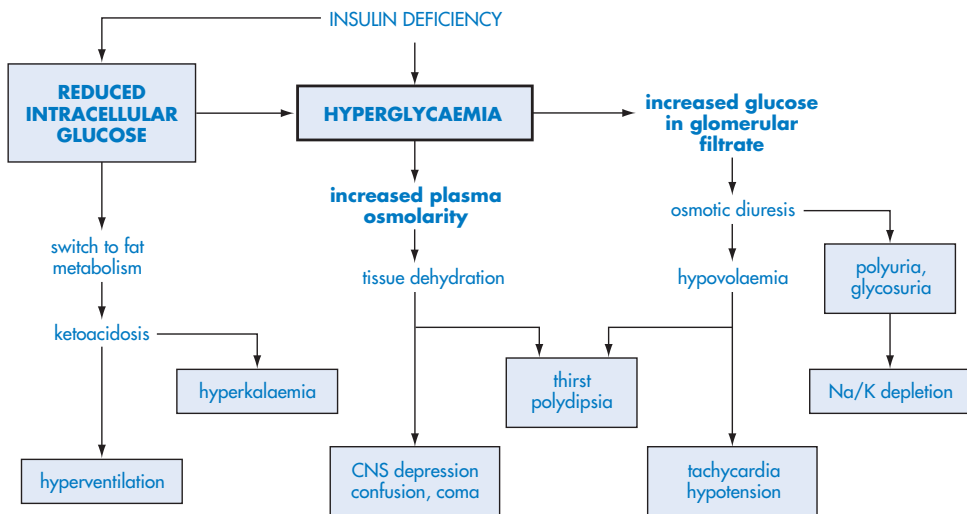 INSULIN DEFICIENCY
REDUCED
INTRACELLULAR
GLUCOSE
HYPERGLYCAEMIA
increased glucose
in glomerular
filtrate
increased plasma
osmolarity
osmotic diuresis
switch to fat
metabolism
tissue dehydration
hypovolaemia
polyuria,
glycosuria
ketoacidosis
hyperkalaemia
thirst
polydipsia
Na/K depletion
hyperventilation
CNS depression
confusion, coma
tachycardia
hypotension